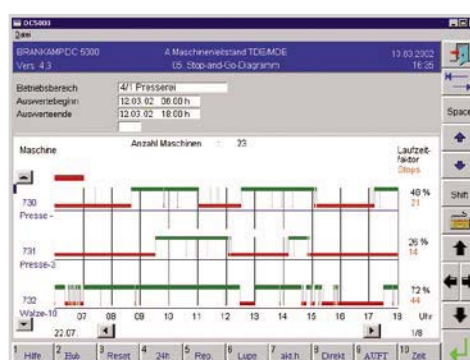 DC5000
Datei
BRANKAMP DC 5000 A Maschinenleitstand TDE/MDE 13.03.2002
Vers. 4.3 05. Stop-and-Go-Diagramm 16:35
Betriebsbereich 4/1 Presserei
Auswertebeginn 12.03.02 06:00 h
Auswerteende 12.03.02 18:00 h
Space
Maschine Anzahl Maschinen : 23 Laufzeit-
faktor
Stops
Shift
730 48 %
Presse- 21
731 26 %
Presse-3 14
732 72 %
Walze-10 44
07 08 09 10 11 12 13 14 15 16 17 18 Uhr
22.07. 1/8
1 Hilfe 2 Hub 3 Reset 4 24h 5 Rep. 6 Lupe 7 akt.h 8 Direkt 9 AUFT 10 Zeit